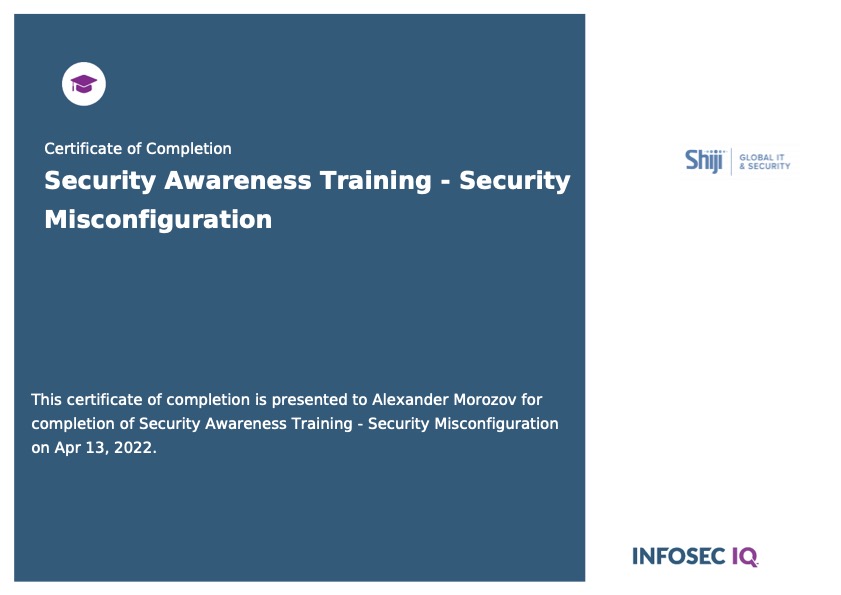 Certificate of Completion
Security Awareness Training - Security
Misconfiguration
Shiji
GLOBAL IT
& SECURITY
This certificate of completion is presented to Alexander Morozov for
completion of Security Awareness Training - Security Misconfiguration
on Apr 13, 2022.
INFOSEC IQ